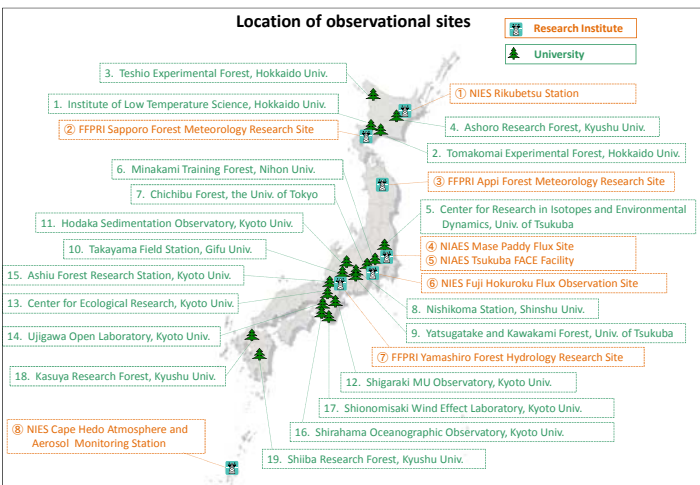 Location of observational sites
Research Institute
University
3. Teshio Experimental Forest, Hokkaido Univ.
① NIES Rikubetsu Station
1. Institute of Low Temperature Science, Hokkaido Univ.
4. Ashoro Research Forest, Kyushu Univ.
② FFPRI Sapporo Forest Meteorology Research Site
2. Tomakomai Experimental Forest, Hokkaido Univ.
6. Minakami Training Forest, Nihon Univ.
③ FFPRI Appi Forest Meteorology Research Site
7. Chichibu Forest, the Univ. of Tokyo
5. Center for Research in Isotopes and Environmental
Dynamics, Univ. of Tsukuba
11. Hodaka Sedimentation Observatory, Kyoto Univ.
④ NIAES Mase Paddy Flux Site
⑤ NIAES Tsukuba FACE Facility
10. Takayama Field Station, Gifu Univ.
15. Ashiu Forest Research Station, Kyoto Univ.
⑥ NIES Fuji Hokuroku Flux Observation Site
13. Center for Ecological Research, Kyoto Univ.
8. Nishikoma Station, Shinshu Univ.
14. Ujigawa Open Laboratory, Kyoto Univ.
9. Yatsugatake and Kawakami Forest, Univ. of Tsukuba
⑦ FFPRI Yamashiro Forest Hydrology Research Site
18. Kasuya Research Forest, Kyushu Univ.
12. Shigaraki MU Observatory, Kyoto Univ.
17. Shionomisaki Wind Effect Laboratory, Kyoto Univ.
⑧ NIES Cape Hedo Atmosphere and
Aerosol Monitoring Station
16. Shirahama Oceanographic Observatory, Kyoto Univ.
19. Shiiba Research Forest, Kyushu Univ.